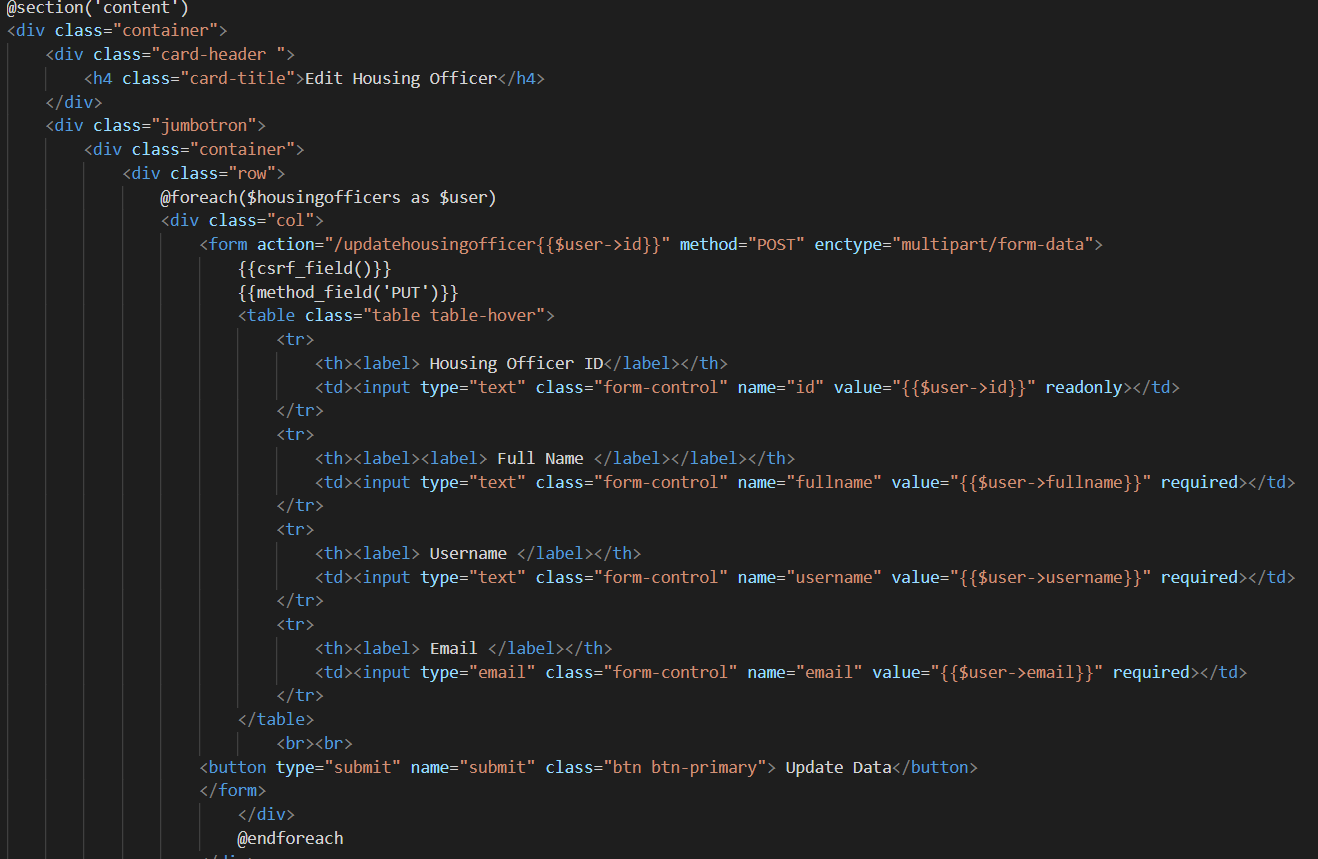 @section('content')
<div class="container">
<div class="card-header ">
<h4 class="card-title">Edit Housing Officer</h4>
</div>
<div class="jumbotron">
<div class="container">
<div class="row">
@foreach($housingofficers as $user)
<div class="col">
<form action="/updatehousingofficer{{$user->id}}" method="POST" enctype="multipart/form-data">
{{csrf_field()}}
{{method_field('PUT')}}
<table class="table table-hover">
<tr>
<th><label> Housing Officer ID</label></th>
<td><input type="text" class="form-control" name="id" value="{{$user->id}}" readonly></td>
</tr>
<tr>
<th><label><label> Full Name </label></label></th>
<td><input type="text" class="form-control" name="fullname" value="{{$user->fullname}}" required></td>
</tr>
<tr>
<th><label> Username </label></th>
<td><input type="text" class="form-control" name="username" value="{{$user->username}}" required></td>
</tr>
<tr>
<th><label> Email </label></th>
<td><input type="email" class="form-control" name="email" value="{{$user->email}}" required></td>
</tr>
</table>
<br><br>
<button type="submit" name="submit" class="btn btn-primary"> Update Data</button>
</form>
</div>
@endforeach